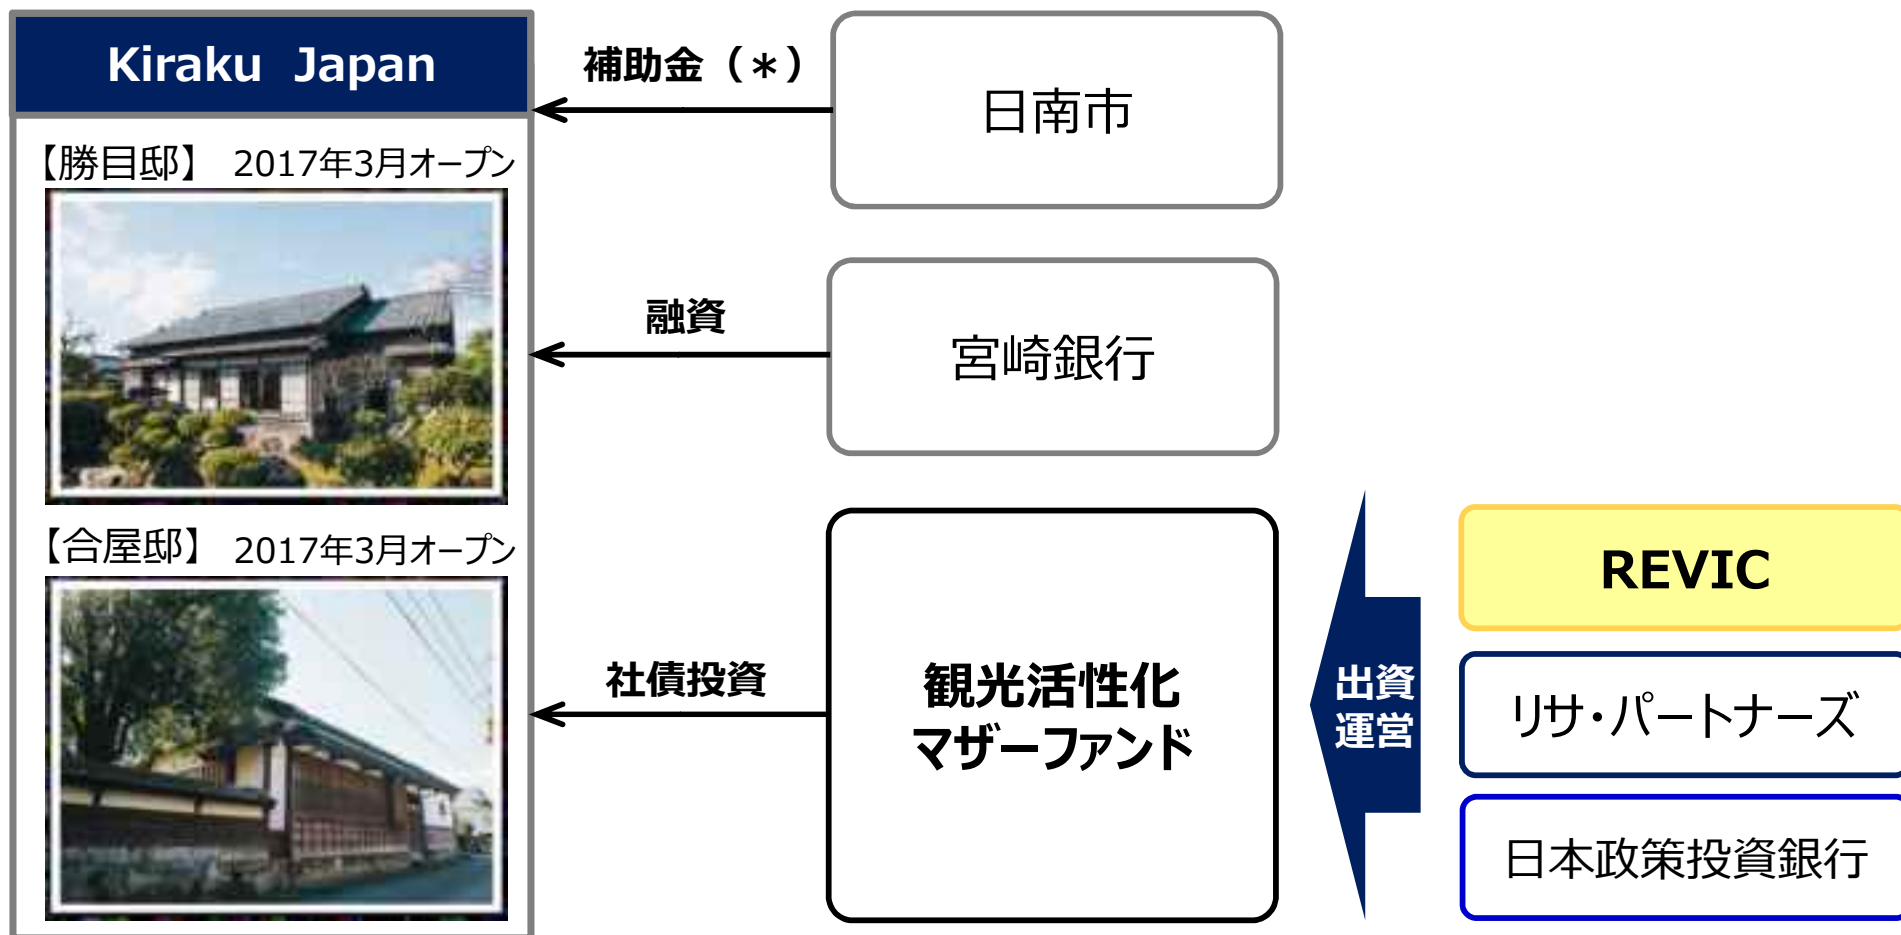 Kiraku Japan
【勝目邸】 2017年3月オープン
【合屋邸】 2017年3月オープン
補助金（＊）
日南市
融資
宮崎銀行
社債投資
観光活性化
マザーファンド
出資
運営
REVIC
リサ・パートナーズ
日本政策投資銀行